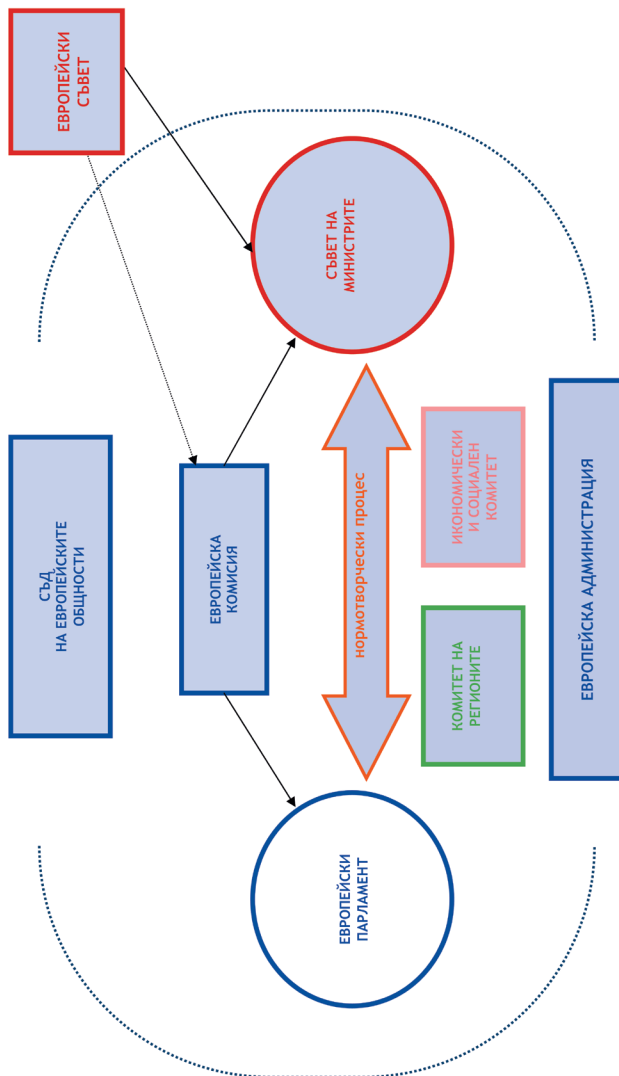 СЪД
НА ЕВРОПЕЙСКИТЕ
ОБЩНОСТИ
ЕВРОПЕЙСКИ
СЪВЕТ
ЕВРОПЕЙСКА
КОМИСИЯ
ЕВРОПЕЙСКИ
ПАРЛАМЕНТ
нормотворчески процес
СЪВЕТ НА
МИНИСТРИТЕ
КОМИТЕТ НА
РЕГИОНИТЕ
ИКОНОМИЧЕСКИ
И СОЦИАЛЕН
КОМИТЕТ
ЕВРОПЕЙСКА АДМИНИСТРАЦИЯ